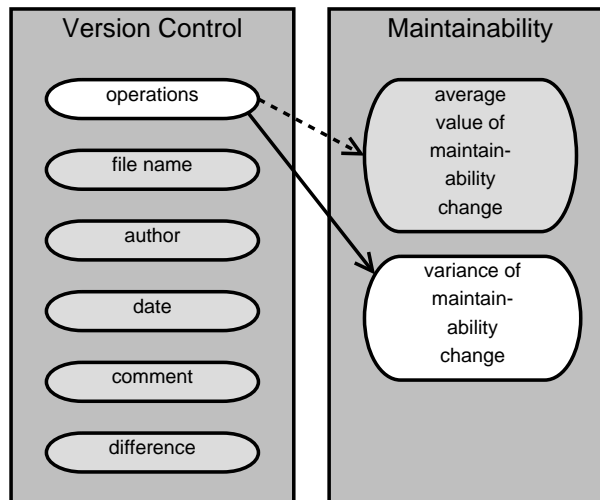 Version Control
operations
file name
author
date
comment
difference
Maintainability
average
value of
maintain-
ability
change
variance of
maintain-
ability
change